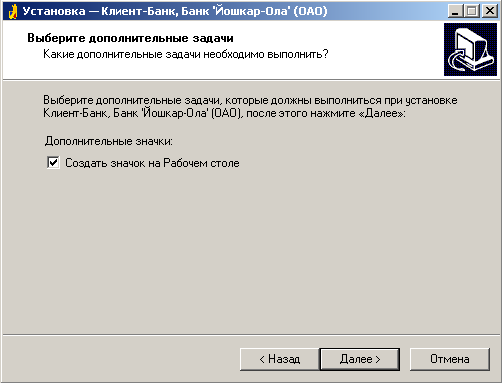 Установка — Клиент-Банк, Банк 'Йошкар-Ола' (ОАО)
Выберите дополнительные задачи
Какие дополнительные задачи необходимо выполнить?
Выберите дополнительные задачи, которые должны выполниться при установке
Клиент-Банк, Банк 'Йошкар-Ола' (ОАО), после этого нажмите «Далее»:
Дополнительные значки:
Создать значок на Рабочем столе
< Назад
Далее >
Отмена